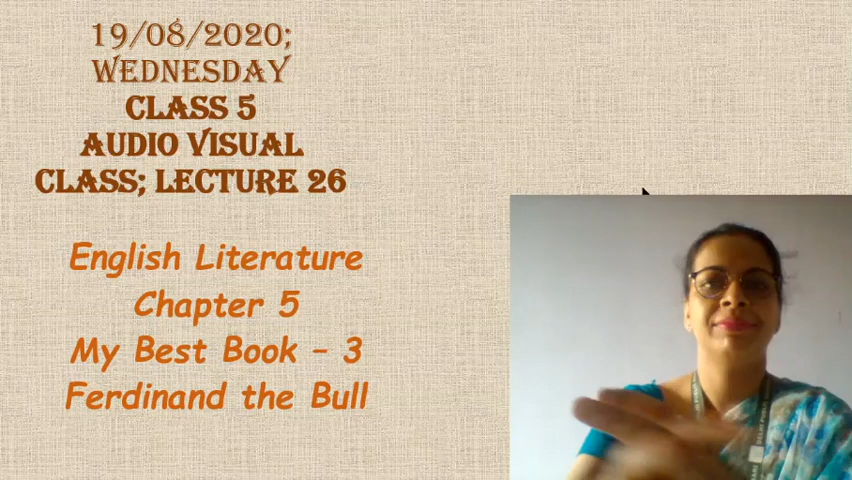 19/08/2020;
WEDNESDAY
CLASS 5
AUDIO VISUAL
CLASS; LECTURE 26
English Literature
Chapter 5
My Best Book - 3
Ferdinand the Bull